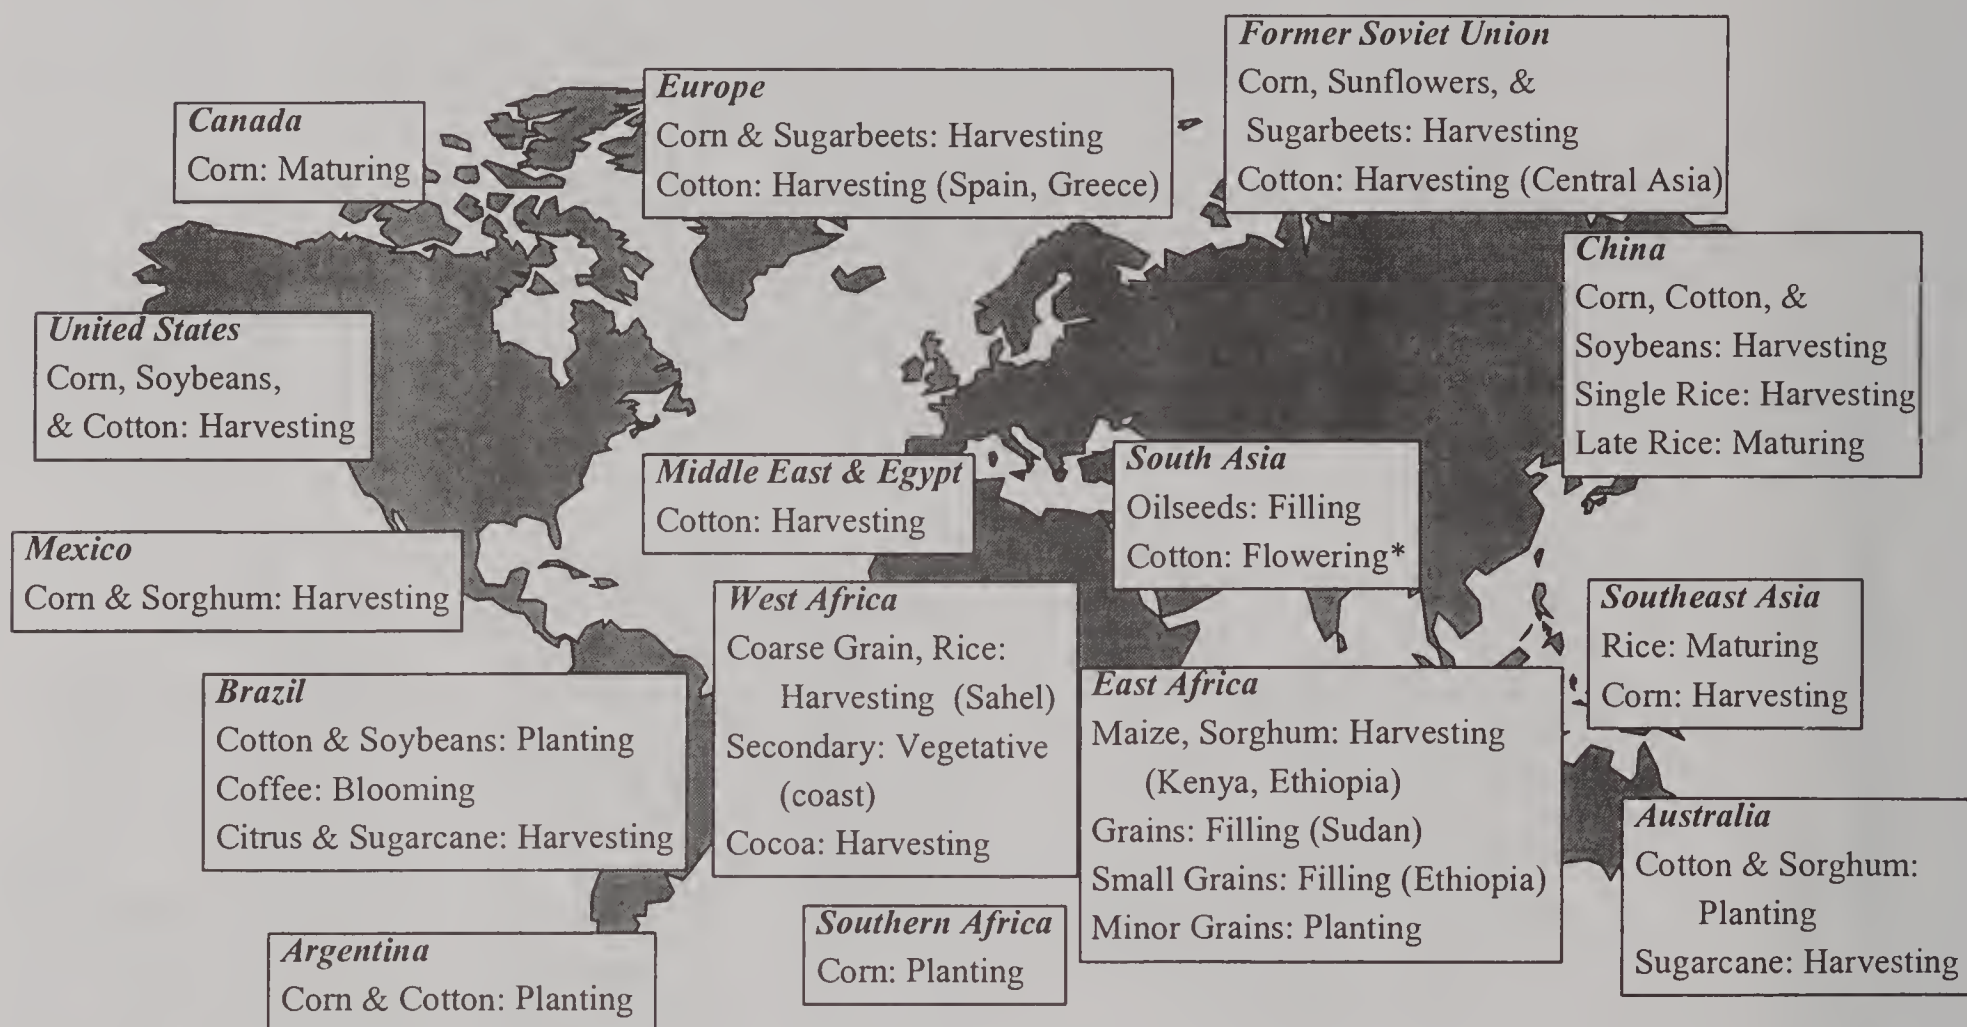 Former Soviet Union
Corn, Sunflowers, &
Sugarbeets: Harvesting
Cotton: Harvesting (Central Asia)
Europe
Corn & Sugarbeets: Harvesting
Cotton: Harvesting (Spain, Greece)
Canada
Corn: Maturing
China
Corn, Cotton, &
Soybeans: Harvesting
Single Rice: Harvesting
Late Rice: Maturing
United States
Corn, Soybeans,
& Cotton: Harvesting
Middle East & Egypt
Cotton: Harvesting
South Asia
Oilseeds: Filling
Cotton: Flowering*
Mexico
Corn & Sorghum: Harvesting
West Africa
Coarse Grain, Rice:
Harvesting (Sahel)
Secondary: Vegetative
(coast)
Cocoa: Harvesting
Southeast Asia
Rice: Maturing
Corn: Harvesting
Brazil
Cotton & Soybeans: Planting
Coffee: Blooming
Citrus & Sugarcane: Harvesting
East Africa
Maize, Sorghum: Harvesting
(Kenya, Ethiopia)
Grains: Filling (Sudan)
Small Grains: Filling (Ethiopia)
Minor Grains: Planting
Australia
Cotton & Sorghum:
Planting
Sugarcane: Harvesting
Southern Africa
Corn: Planting
Argentina
Corn & Cotton: Planting